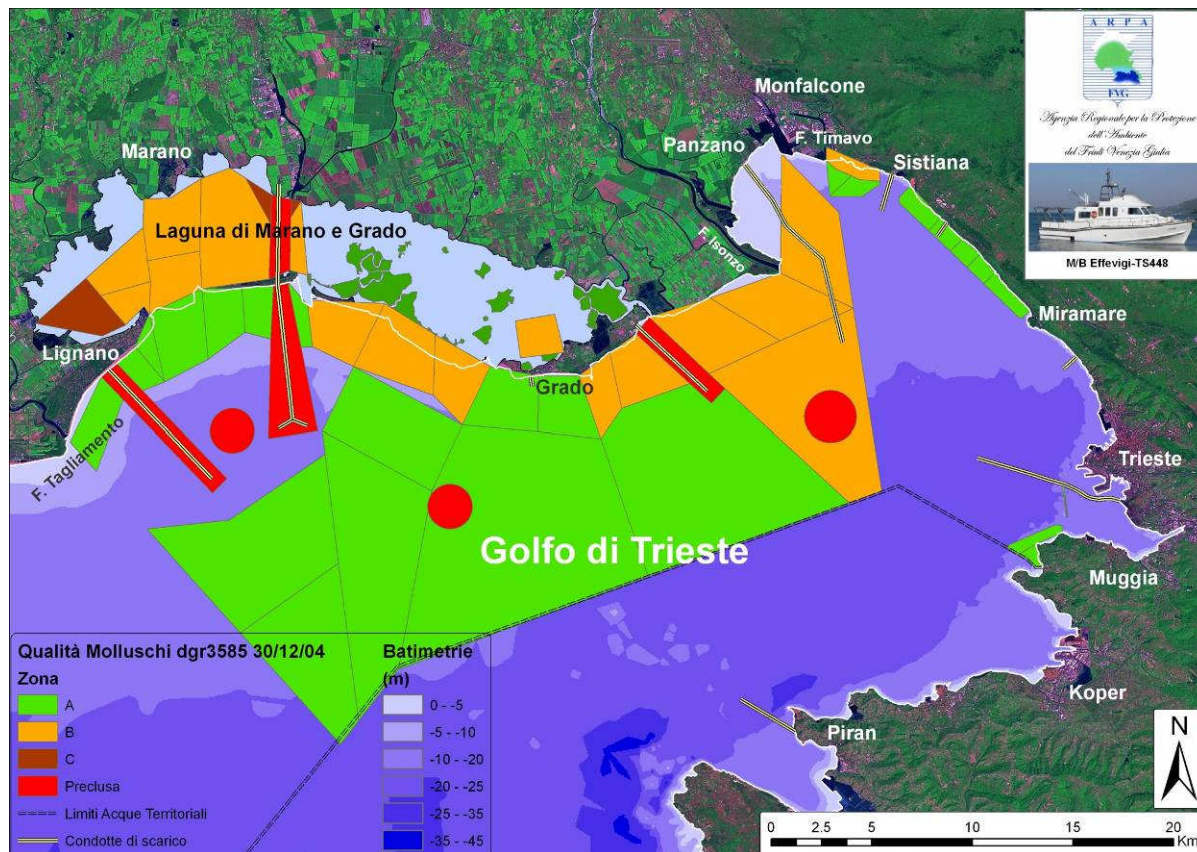 A R P A
FVG
Agenzia Regionale per la Protezione
dell'Ambiente
del Friuli Venezia Giulia
M/B Effevigi-TS448
Monfalcone
F. Timavo
Panzano
Sistiana
Marano
Laguna di Marano e Grado
F. Isonzo
Miramare
Lignano
Grado
F. Tagliamento
Trieste
Golfo di Trieste
Muggia
Koper
Piran
Qualità Molluschi dgr3585 30/12/04
Zona
A
B
C
Preclusa
Limiti Acque Territoriali
Condotte di scarico
Batimetrie
(m)
0 - -5
-5 - -10
-10 - -20
-20 - -25
-25 - -35
-35 - -45
N
0 2.5 5 10 15 20
Km